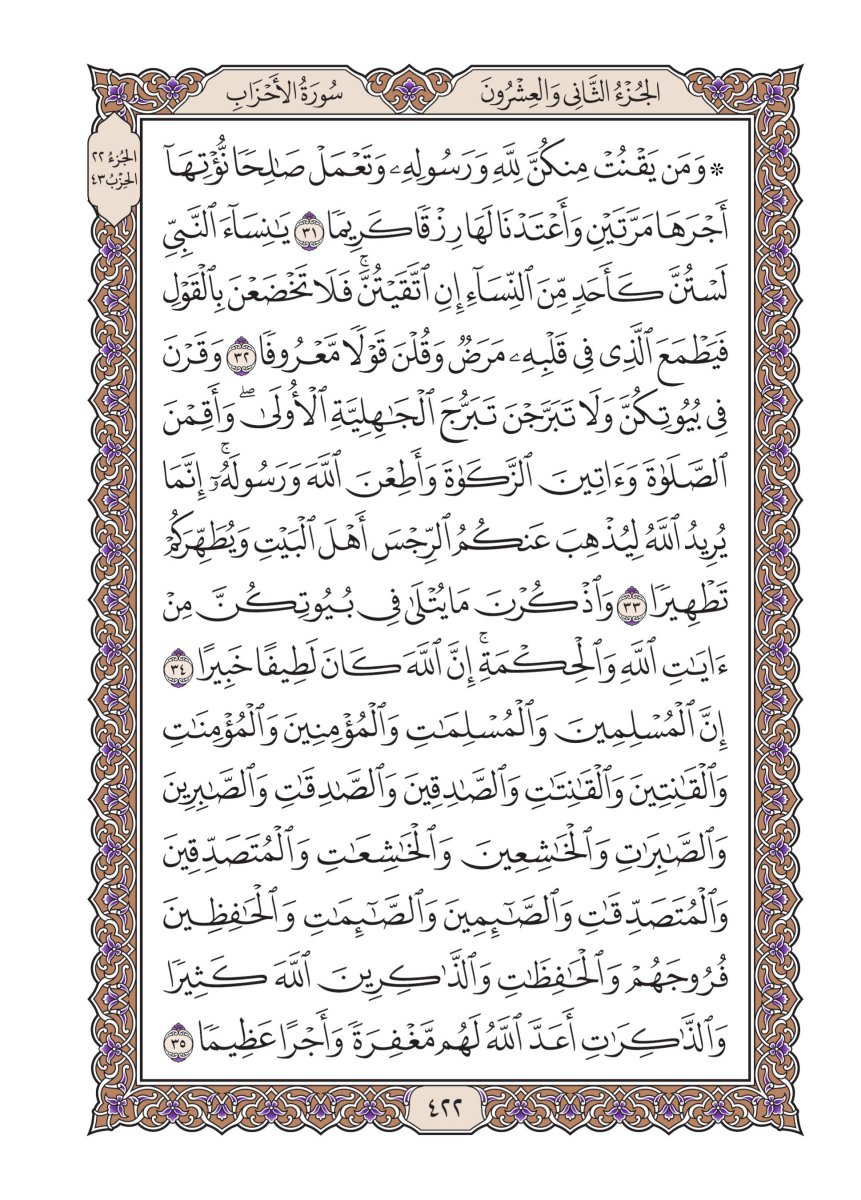 الجُزْءُ الثَّانِي وَالعِشْرُونَ
سُورَةُ الأَحْزَابِ
الجُزءُ ٢٢
الحِزْبُ ٤٣
۞ وَمَن يَقْنُتْ مِنكُنَّ لِلَّهِ وَرَسُولِهِۦ وَتَعْمَلْ صَٰلِحًا نُّؤْتِهَآ
أَجْرَهَا مَرَّتَيْنِ وَأَعْتَدْنَا لَهَا رِزْقًا كَرِيمًا ٣١ يَٰنِسَآءَ ٱلنَّبِيِّ
لَسْتُنَّ كَأَحَدٍ مِّنَ ٱلنِّسَآءِ إِنِ ٱتَّقَيْتُنَّۚ فَلَا تَخْضَعْنَ بِٱلْقَوْلِ
فَيَطْمَعَ ٱلَّذِى فِى قَلْبِهِۦ مَرَضٌ وَقُلْنَ قَوْلًا مَّعْرُوفًا ٣٢ وَقَرْنَ
فِى بُيُوتِكُنَّ وَلَا تَبَرَّجْنَ تَبَرُّجَ ٱلْجَٰهِلِيَّةِ ٱلْأُولَىٰۖ وَأَقِمْنَ
ٱلصَّلَوٰةَ وَءَاتِينَ ٱلزَّكَوٰةَ وَأَطِعْنَ ٱللَّهَ وَرَسُولَهُۥٓۚ إِنَّمَا
يُرِيدُ ٱللَّهُ لِيُذْهِبَ عَنكُمُ ٱلرِّجْسَ أَهْلَ ٱلْبَيْتِ وَيُطَهِّرَكُمْ
تَطْهِيرًا ٣٣ وَٱذْكُرْنَ مَا يُتْلَىٰ فِى بُيُوتِكُنَّ مِنْ
ءَايَٰتِ ٱللَّهِ وَٱلْحِكْمَةِۚ إِنَّ ٱللَّهَ كَانَ لَطِيفًا خَبِيرًا ٣٤
إِنَّ ٱلْمُسْلِمِينَ وَٱلْمُسْلِمَٰتِ وَٱلْمُؤْمِنِينَ وَٱلْمُؤْمِنَٰتِ
وَٱلْقَٰنِتِينَ وَٱلْقَٰنِتَٰتِ وَٱلصَّٰدِقِينَ وَٱلصَّٰدِقَٰتِ وَٱلصَّٰبِرِينَ
وَٱلصَّٰبِرَٰتِ وَٱلْخَٰشِعِينَ وَٱلْخَٰشِعَٰتِ وَٱلْمُتَصَدِّقِينَ
وَٱلْمُتَصَدِّقَٰتِ وَٱلصَّٰٓئِمِينَ وَٱلصَّٰٓئِمَٰتِ وَٱلْحَٰفِظِينَ
فُرُوجَهُمْ وَٱلْحَٰفِظَٰتِ وَٱلذَّٰكِرِينَ ٱللَّهَ كَثِيرًا
وَٱلذَّٰكِرَٰتِ أَعَدَّ ٱللَّهُ لَهُم مَّغْفِرَةً وَأَجْرًا عَظِيمًا ٣٥
٤٢٢